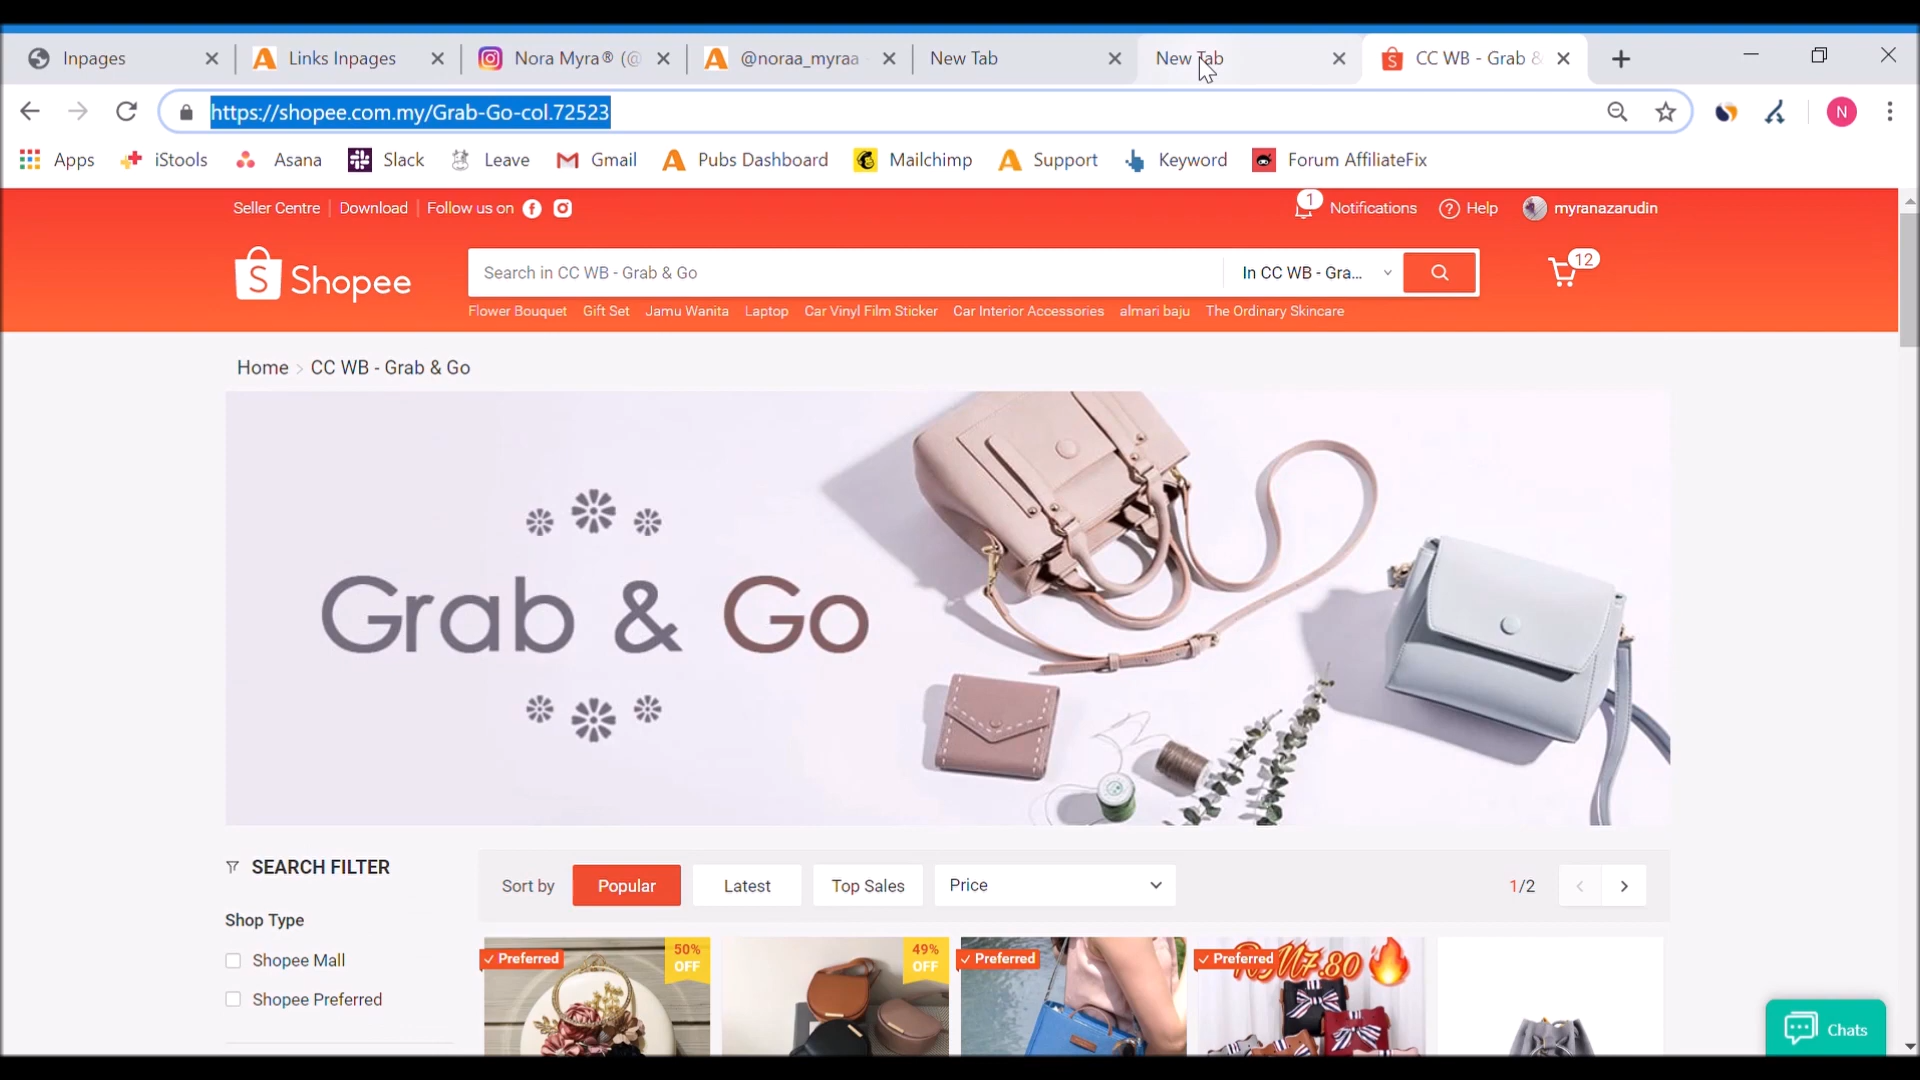 Inpages
Links Inpages
Nora Myra® (@
@noraa_myraa
New Tab
New Tab
CC WB - Grab &
https://shopee.com.my/Grab-Go-col.72523
N
Apps
iStools
Asana
Slack
Leave
Gmail
Pubs Dashboard
Mailchimp
Support
Keyword
Forum AffiliateFix
Seller Centre
Download
Follow us on
1
Notifications
Help
myranazarudin
Shopee
Search in CC WB - Grab & Go
In CC WB - Gra...
12
Flower Bouquet
Gift Set
Jamu Wanita
Laptop
Car Vinyl Film Sticker
Car Interior Accessories
almari baju
The Ordinary Skincare
Home > CC WB - Grab & Go
Grab & Go
SEARCH FILTER
Sort by
Popular
Latest
Top Sales
Price
1/2
Shop Type
Shopee Mall
Shopee Preferred
Preferred
50%
OFF
49%
OFF
Preferred
Preferred
Chats